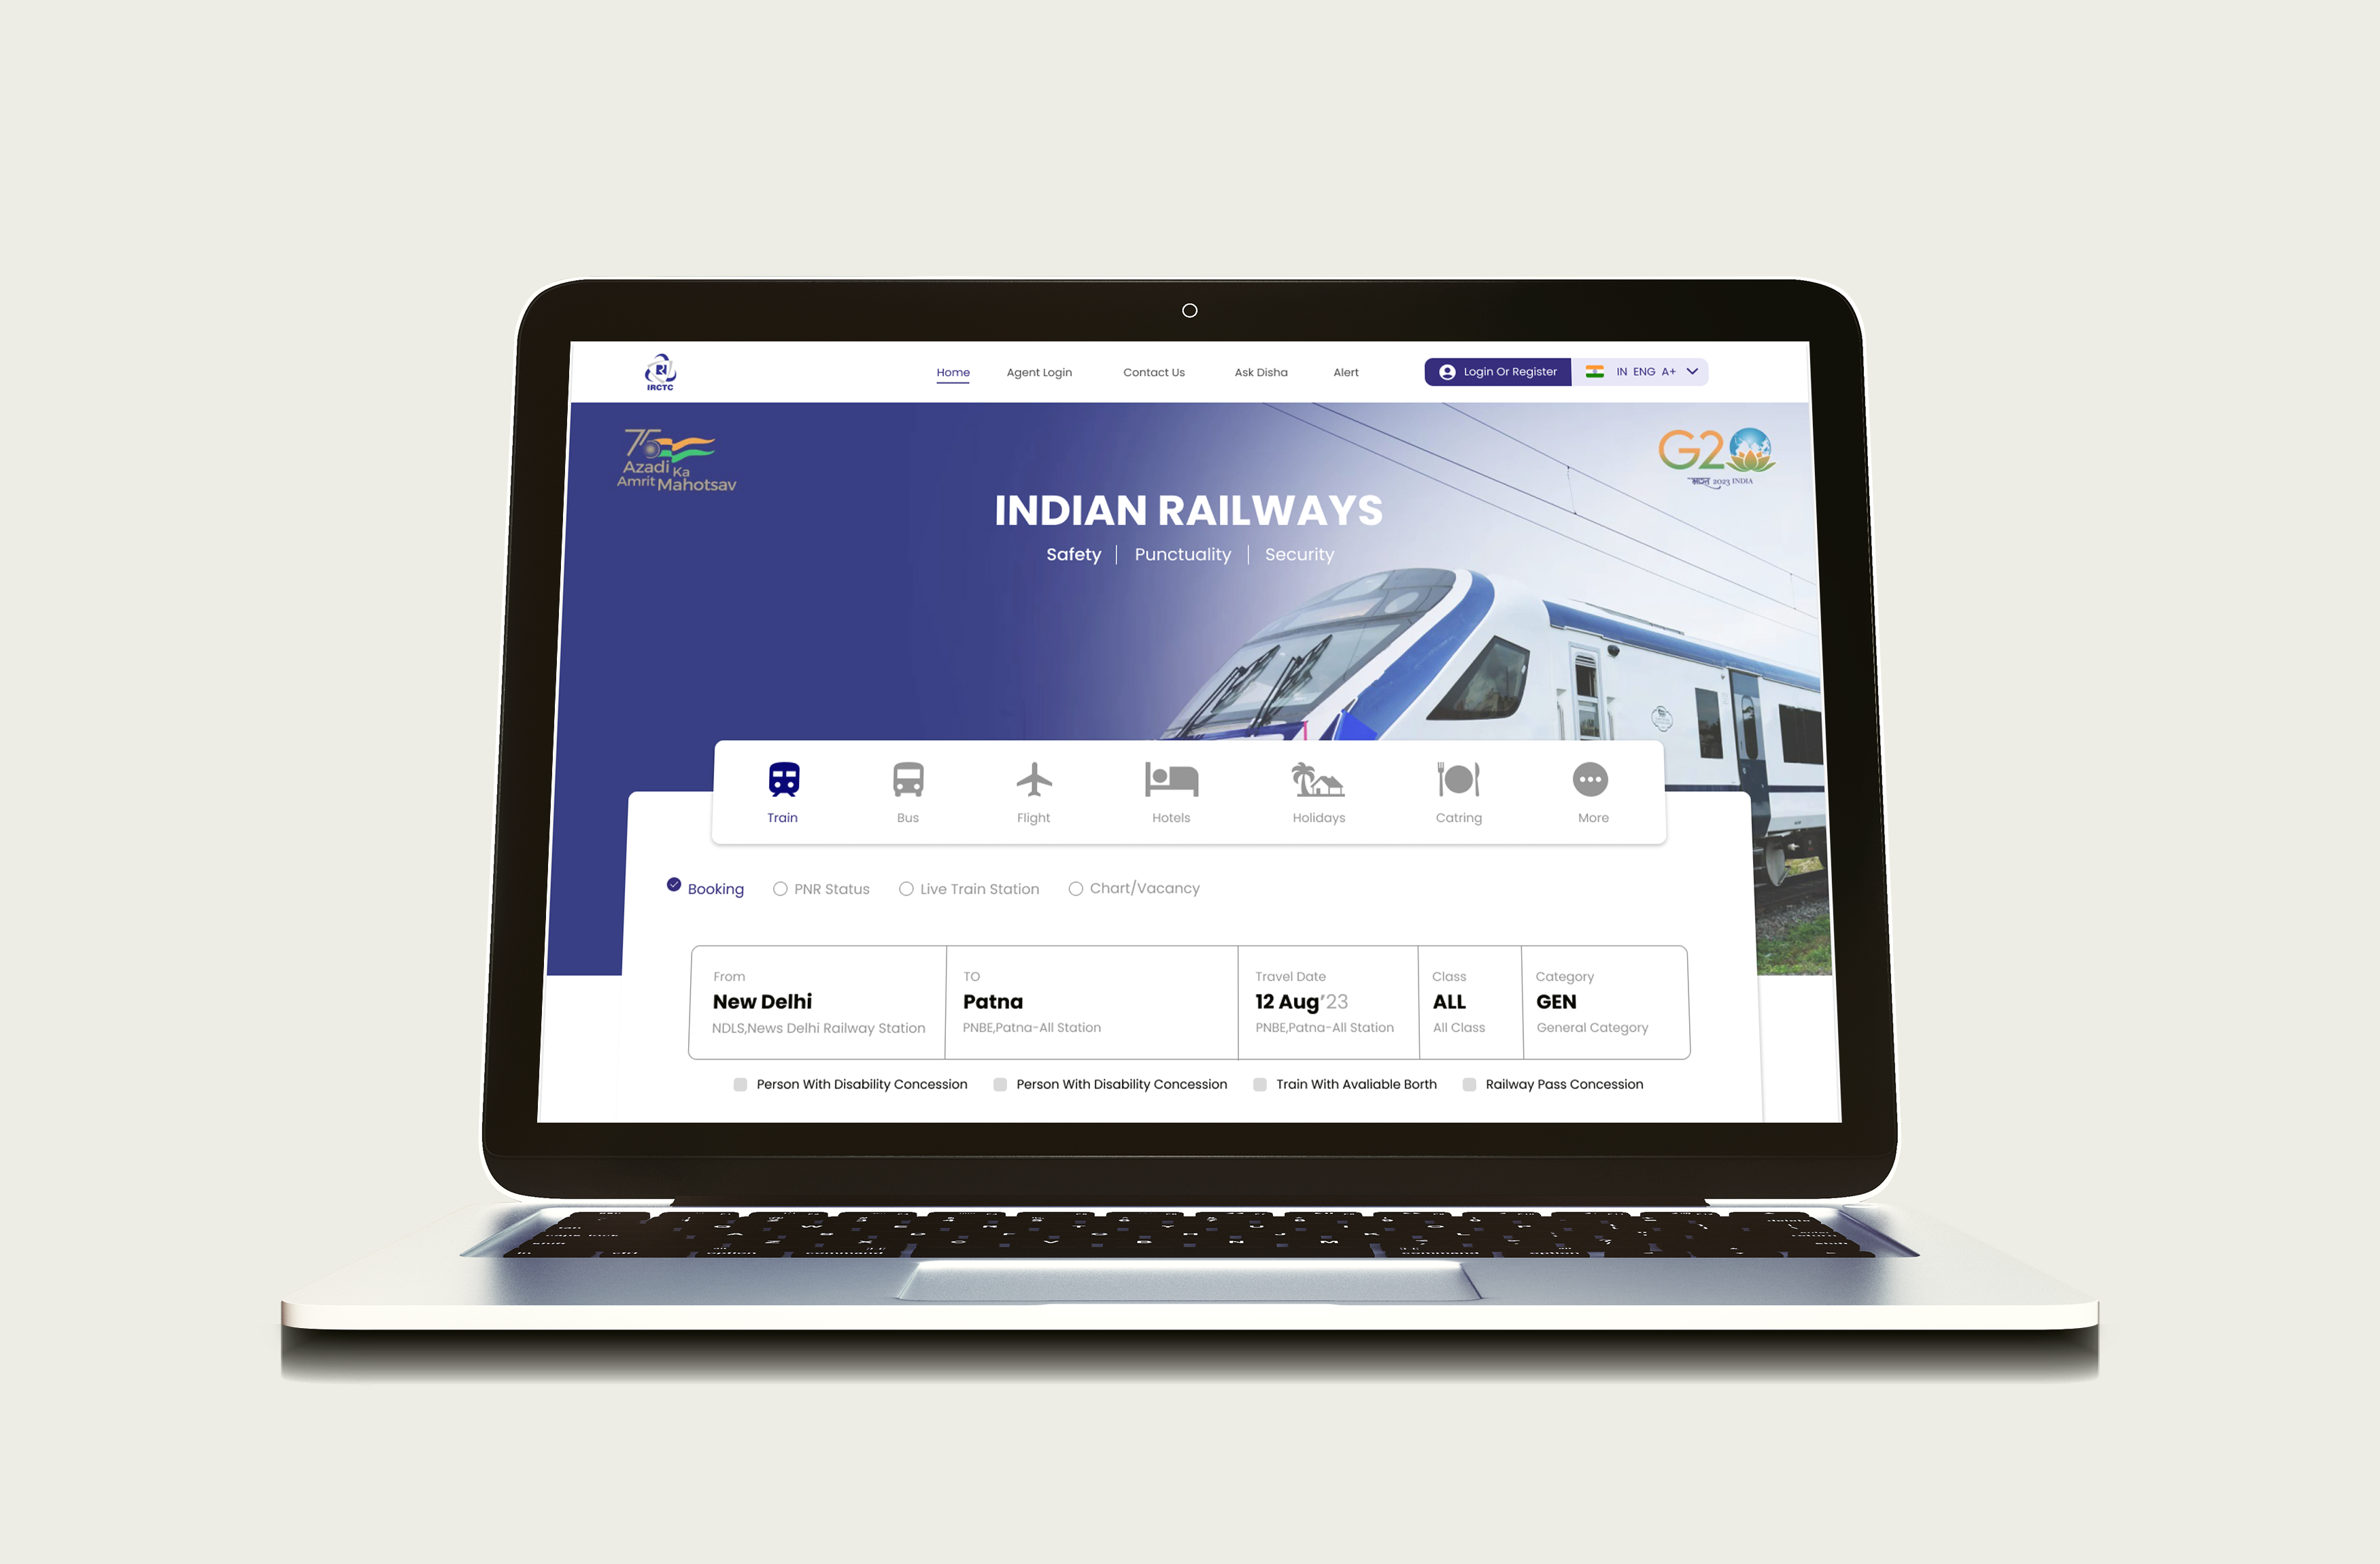 IRCTC
Home Agent Login Contact Us Ask Disha Alert Login Or Register IN ENG A+
75
Azadi Ka
Amrit Mahotsav
G20
भारत 2023 INDIA
INDIAN RAILWAYS
Safety | Punctuality | Security
Train Bus Flight Hotels Holidays Catring More
Booking PNR Status Live Train Station Chart/Vacancy
From TO Travel Date Class Category
New Delhi Patna 12 Aug'23 ALL GEN
NDLS,News Delhi Railway Station PNBE,Patna-All Station PNBE,Patna-All Station All Class General Category
Person With Disability Concession Person With Disability Concession Train With Avaliable Borth Railway Pass Concession